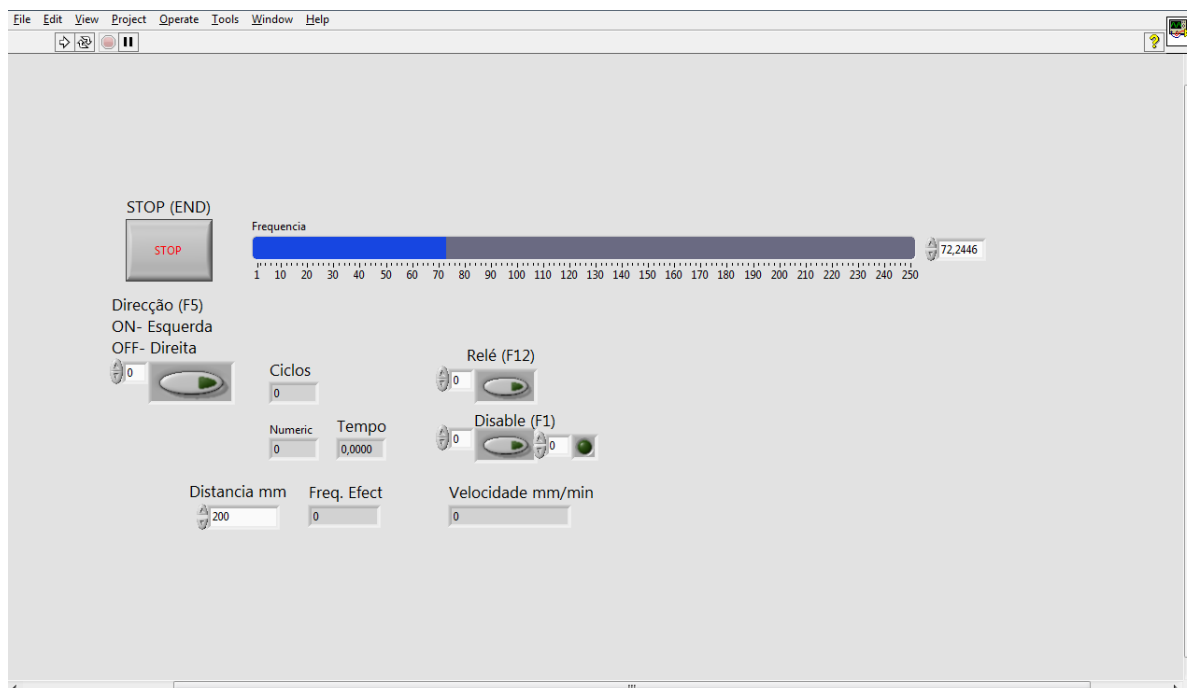 File Edit View Project Operate Tools Window Help
?
STOP (END)
STOP
Frequencia
72,2446
1 10 20 30 40 50 60 70 80 90 100 110 120 130 140 150 160 170 180 190 200 210 220 230 240 250
Direcção (F5)
ON- Esquerda
OFF- Direita
0
Ciclos
0
Relé (F12)
0
Numeric
0
Tempo
0,0000
Disable (F1)
0
0
Distancia mm
200
Freq. Efect
0
Velocidade mm/min
0